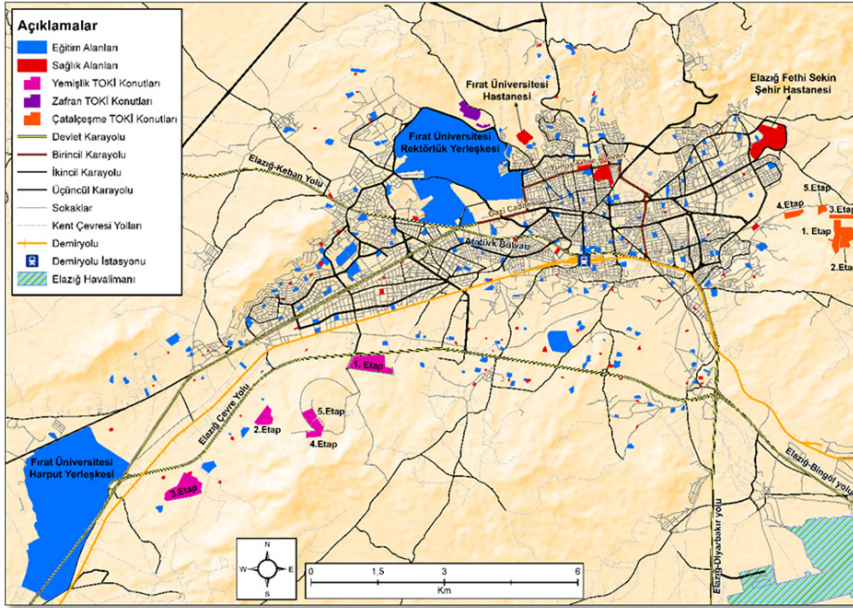 Açıklamalar
Eğitim Alanları
Sağlık Alanları
Yemişlik TOKİ Konutları
Zafran TOKİ Konutları
Çatalçeşme TOKİ Konutları
Devlet Karayolu
Birincil Karayolu
İkincil Karayolu
Üçüncül Karayolu
Sokaklar
Kent Çevresi Yolları
Demiryolu
Demiryolu İstasyonu
Elazığ Havalimanı
Fırat Üniversitesi
Hastanesi
Elazığ Fethi Sekin
Şehir Hastanesi
Fırat Üniversitesi
Rektörlük Yerleşkesi
Elazığ-Keban Yolu
Gazi Caddesi
Atatürk Bulvarı
5.Etap
4.Etap
3.Etap
1. Etap
2.Etap
1. Etap
Elazığ Çevre Yolu
5.Etap
2.Etap
4.Etap
3.Etap
Fırat Üniversitesi
Harput Yerleşkesi
Elazığ-Bingöl yolu
Elazığ-Diyarbakır yolu
N
W
E
S
0
1,5
3
6
Km